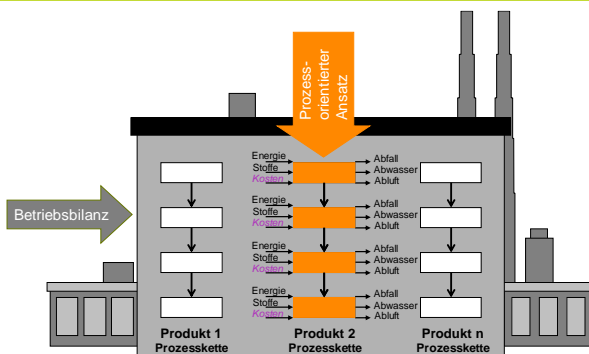 Prozess-
orientierter
Ansatz
Betriebsbilanz
Energie
Stoffe
Kosten
Abfall
Abwasser
Abluft
Energie
Stoffe
Kosten
Abfall
Abwasser
Abluft
Energie
Stoffe
Kosten
Abfall
Abwasser
Abluft
Energie
Stoffe
Kosten
Abfall
Abwasser
Abluft
Produkt 1
Prozesskette
Produkt 2
Prozesskette
Produkt n
Prozesskette